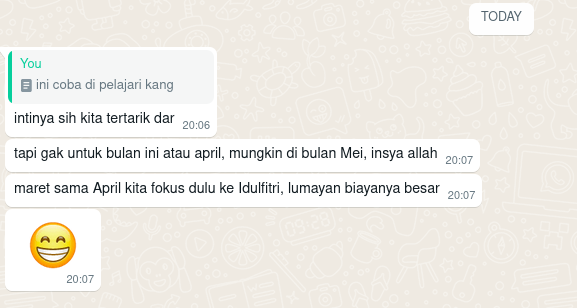 TODAY
You
ini coba di pelajari kang
intinya sih kita tertarik dar 20:06
tapi gak untuk bulan ini atau april, mungkin di bulan Mei, insya allah 20:07
maret sama April kita fokus dulu ke Idulfitri, lumayan biayanya besar 20:07
20:07